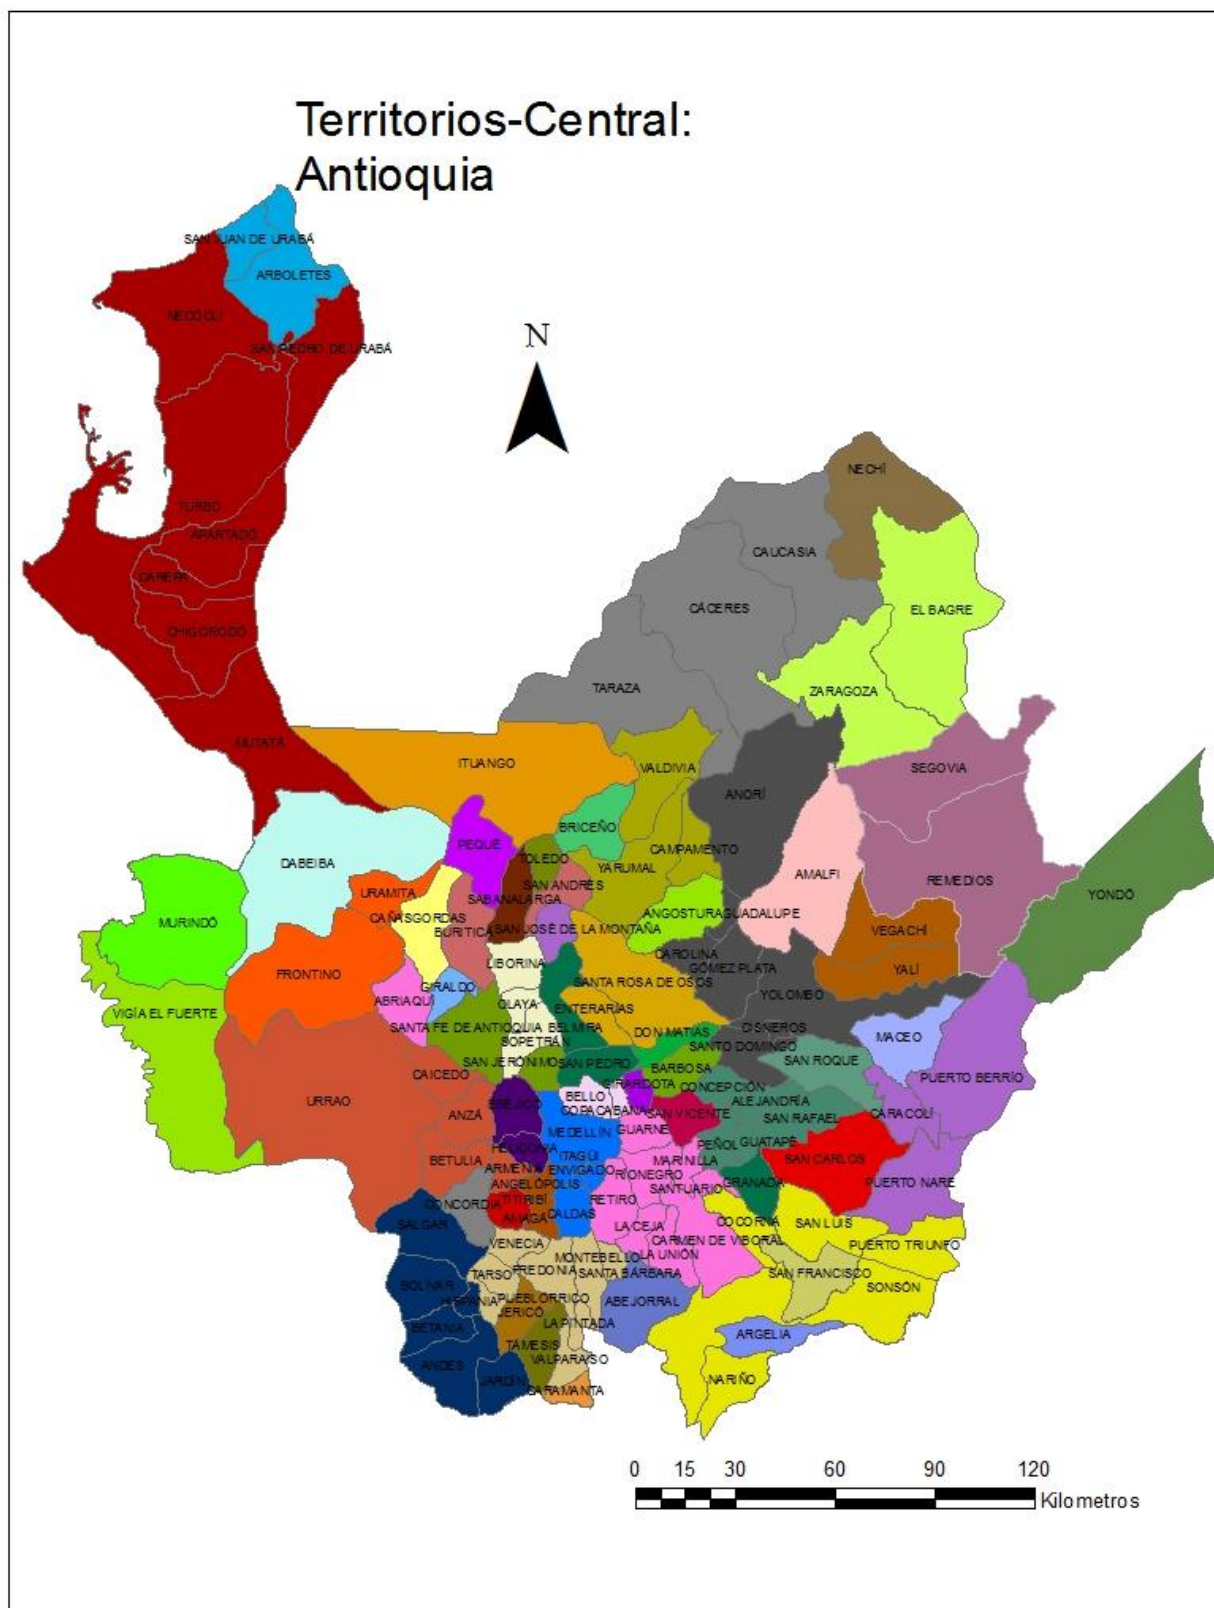 Territorios-Central:
Antioquia
SAN JUAN DE URABÁ
ARBOLETES
NECOCLÍ
SAN PEDRO DE URABÁ
N
NECHÍ
TURBO
APARTADÓ
CAUCASIA
CAREPA
CÁCERES
EL BAGRE
CHIGORODÓ
TARAZA
ZARAGOZA
MUTATÁ
ITUANGO
VALDIVIA
SEGOVIA
ANORÍ
BRICEÑO
PEQUE
TOLEDO
CAMPAMENTO
DABEIBA
YARUMAL
AMALFI
REMEDIOS
YONDÓ
URAMITA
SAN ANDRÉS
SABANALARGA
MURINDÓ
CAÑASGORDAS
BURITICÁ
SAN JOSÉ DE LA MONTAÑA
ANGOSTURA
GUADALUPE
VEGACHÍ
CAROLINA
LIBORINA
GÓMEZ PLATA
YALÍ
FRONTINO
GIRALDO
SANTA ROSA DE OSOS
ABRIAQUÍ
OLAYA
ENTERARÍAS
YOLOMBO
VIGÍA EL FUERTE
SANTA FE DE ANTIOQUIA
BELMIRA
DON MATÍAS
CISNEROS
SOPETRÁN
SANTO DOMINGO
MACEO
SAN JERÓNIMO
SAN PEDRO
BARBOSA
SAN ROQUE
CAICEDO
PUERTO BERRÍO
GIRARDOTA
CONCEPCIÓN
URRAO
EBÉJICO
BELLO
ALEJANDRÍA
COPACABANA
SAN VICENTE
ANZÁ
SAN RAFAEL
CARACOLÍ
MEDELLÍN
GUARNE
HELICONIA
PEÑOL
GUATAPÉ
BETULIA
ITAGÜÍ
MARINILLA
SAN CARLOS
ARMENIA
ENVIGADO
RIONEGRO
ANGELÓPOLIS
SANTUARIO
GRANADA
PUERTO NARE
TITIRIBÍ
RETIRO
CONCORDIA
AMAGÁ
CALDAS
COCORNÁ
SALGAR
LA CEJA
SAN LUIS
VENECIA
CARMEN DE VIBORAL
PUERTO TRIUNFO
MONTEBELLO
LA UNIÓN
TARSO
FREDONIA
SANTA BÁRBARA
SAN FRANCISCO
BOLÍVAR
SONSÓN
HISPANIA
PUEBLORRICO
ABEJORRAL
JERICÓ
LA PINTADA
BETANIA
ARGELIA
TÁMESIS
VALPARAÍSO
ANDES
JARDÍN
CARAMANTA
NARIÑO
0 15 30 60 90 120
Kilometros